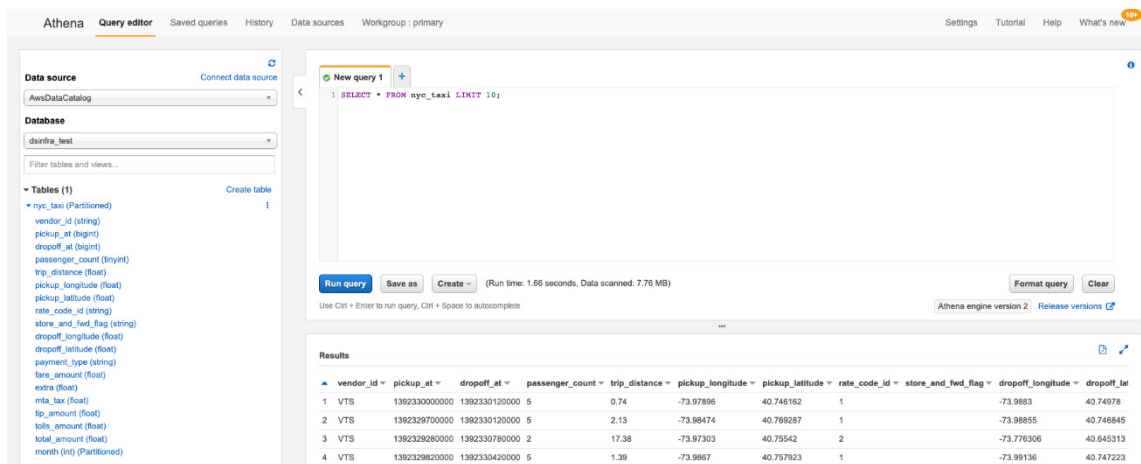 Athena Query editor Saved queries History Data sources Workgroup : primary Settings Tutorial Help What's new 10+
Data source Connect data source
AwsDataCatalog
Database
dsinfra_test
Filter tables and views...
Tables (1) Create table
nyc_taxi (Partitioned)
vendor_id (string)
pickup_at (bigint)
dropoff_at (bigint)
passenger_count (tinyint)
trip_distance (float)
pickup_longitude (float)
pickup_latitude (float)
rate_code_id (string)
store_and_fwd_flag (string)
dropoff_longitude (float)
dropoff_latitude (float)
payment_type (string)
fare_amount (float)
extra (float)
mta_tax (float)
tip_amount (float)
tolls_amount (float)
total_amount (float)
month (int) (Partitioned)
New query 1 +
1 SELECT * FROM nyc_taxi LIMIT 10;
Run query Save as Create (Run time: 1.66 seconds, Data scanned: 7.76 MB) Format query Clear
Use Ctrl + Enter to run query, Ctrl + Space to autocomplete Athena engine version 2 Release versions
Results
vendor_id pickup_at dropoff_at passenger_count trip_distance pickup_longitude pickup_latitude rate_code_id store_and_fwd_flag dropoff_longitude dropoff_lat
1 VTS 1392330000000 1392330120000 5 0.74 -73.97896 40.746162 1 -73.9883 40.74978
2 VTS 1392329700000 1392330120000 5 2.13 -73.98474 40.769287 1 -73.98855 40.746845
3 VTS 1392329280000 1392330780000 2 17.38 -73.97303 40.75542 2 -73.776306 40.645313
4 VTS 1392329820000 1392330420000 5 1.39 -73.9867 40.757923 1 -73.99136 40.747223